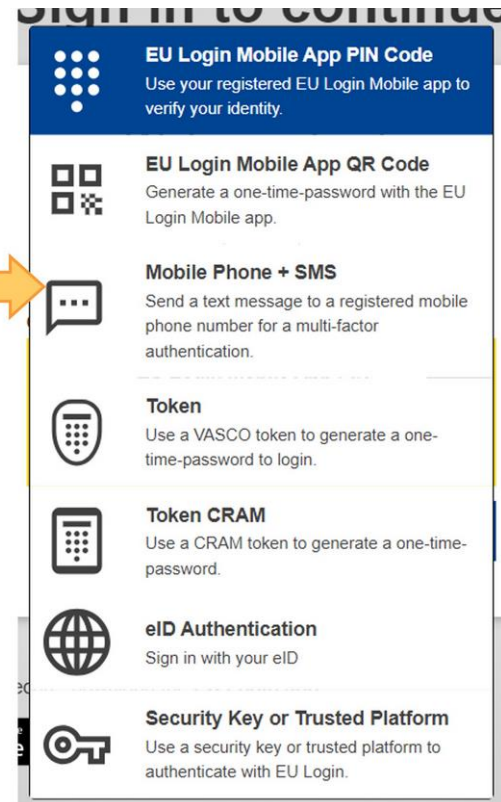 Sign in to continue
EU Login Mobile App PIN Code
Use your registered EU Login Mobile app to
verify your identity.
EU Login Mobile App QR Code
Generate a one-time-password with the EU
Login Mobile app.
Mobile Phone + SMS
Send a text message to a registered mobile
phone number for a multi-factor
authentication.
Token
Use a VASCO token to generate a one-
time-password to login.
Token CRAM
Use a CRAM token to generate a one-time-
password.
eID Authentication
Sign in with your eID
Security Key or Trusted Platform
Use a security key or trusted platform to
authenticate with EU Login.